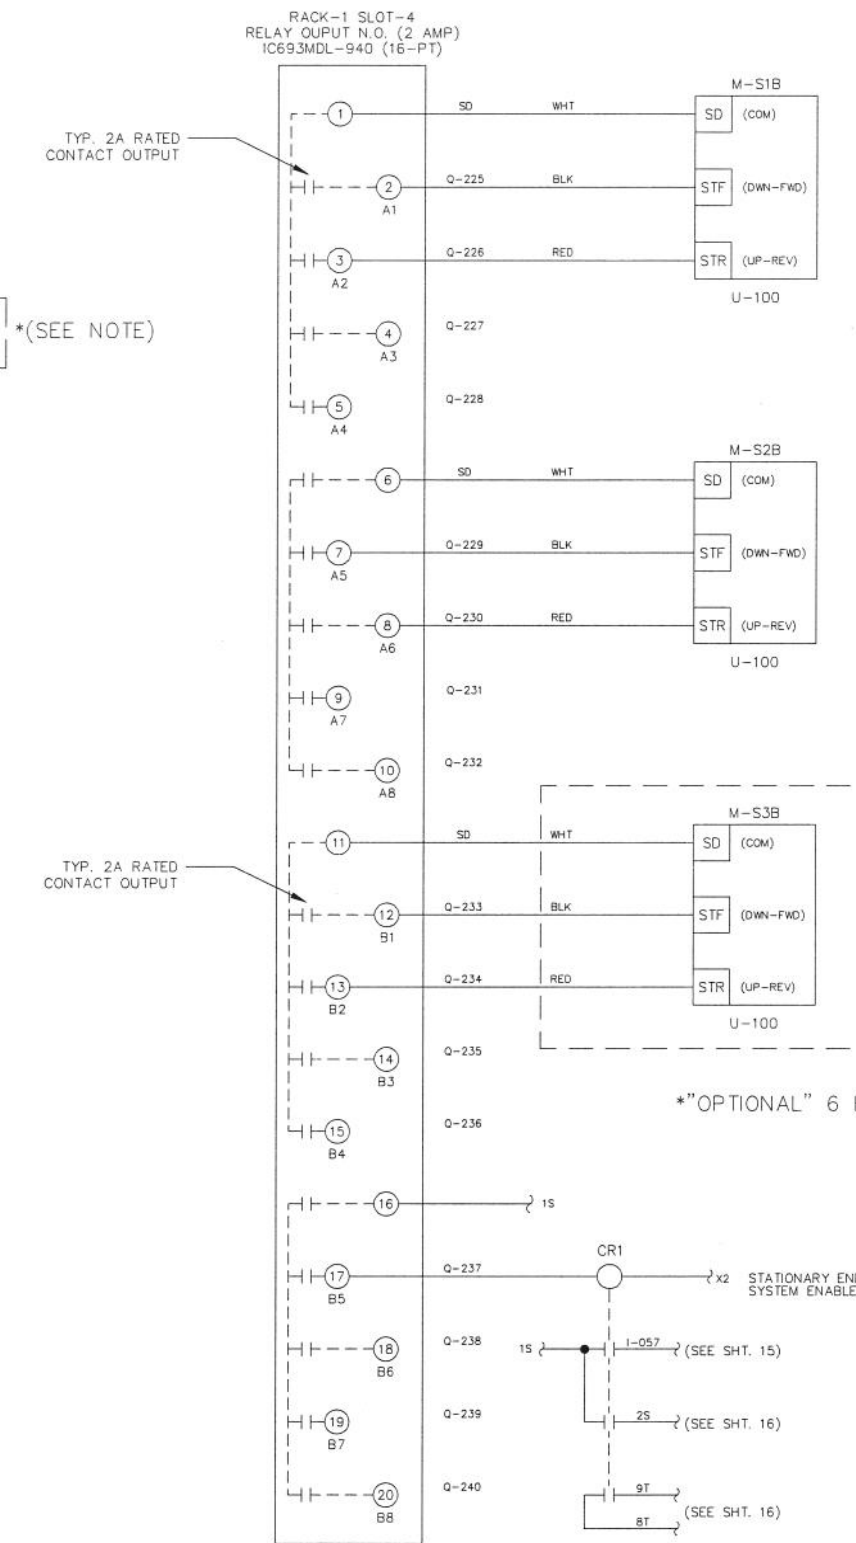 RACK-1 SLOT-4
RELAY OUPUT N.O. (2 AMP)
IC693MDL-940 (16-PT)
M-S1B
1 SD WHT SD (COM)
TYP. 2A RATED
CONTACT OUTPUT
2 Q-225 BLK STF (DWN-FWD)
A1
3 Q-226 RED STR (UP-REV)
A2
U-100
*(SEE NOTE)
4 Q-227
A3
5 Q-228
A4
M-S2B
6 SD WHT SD (COM)
7 Q-229 BLK STF (DWN-FWD)
A5
8 Q-230 RED STR (UP-REV)
A6
U-100
9 Q-231
A7
10 Q-232
A8
M-S3B
11 SD WHT SD (COM)
TYP. 2A RATED
CONTACT OUTPUT
12 Q-233 BLK STF (DWN-FWD)
B1
13 Q-234 RED STR (UP-REV)
B2
U-100
14 Q-235
B3
*"OPTIONAL" 6
15 Q-236
B4
16 1S
CR1
17 Q-237 X2 STATIONARY
B5
SYSTEM ENABLE
18 Q-238 1S I-057 (SEE SHT. 15)
B6
19 Q-239 2S (SEE SHT. 16)
B7
20 Q-240 9T
B8
(SEE SHT. 16)
8T